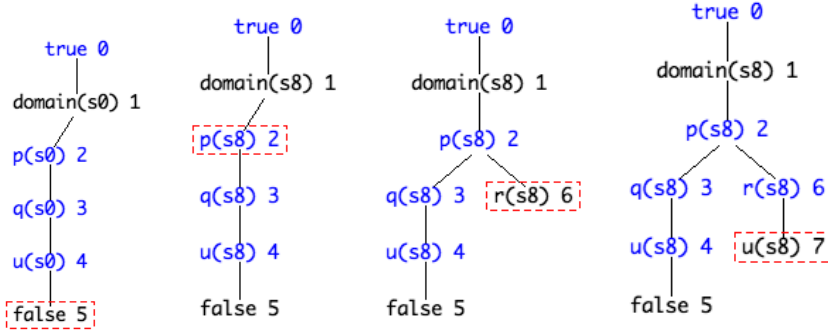 true 0
domain(s0) 1
p(s0) 2
q(s0) 3
u(s0) 4
false 5
true 0
domain(s8) 1
p(s8) 2
q(s8) 3
u(s8) 4
false 5
true 0
domain(s8) 1
p(s8) 2
q(s8) 3 r(s8) 6
u(s8) 4
false 5
true 0
domain(s8) 1
p(s8) 2
q(s8) 3 r(s8) 6
u(s8) 4 u(s8) 7
false 5